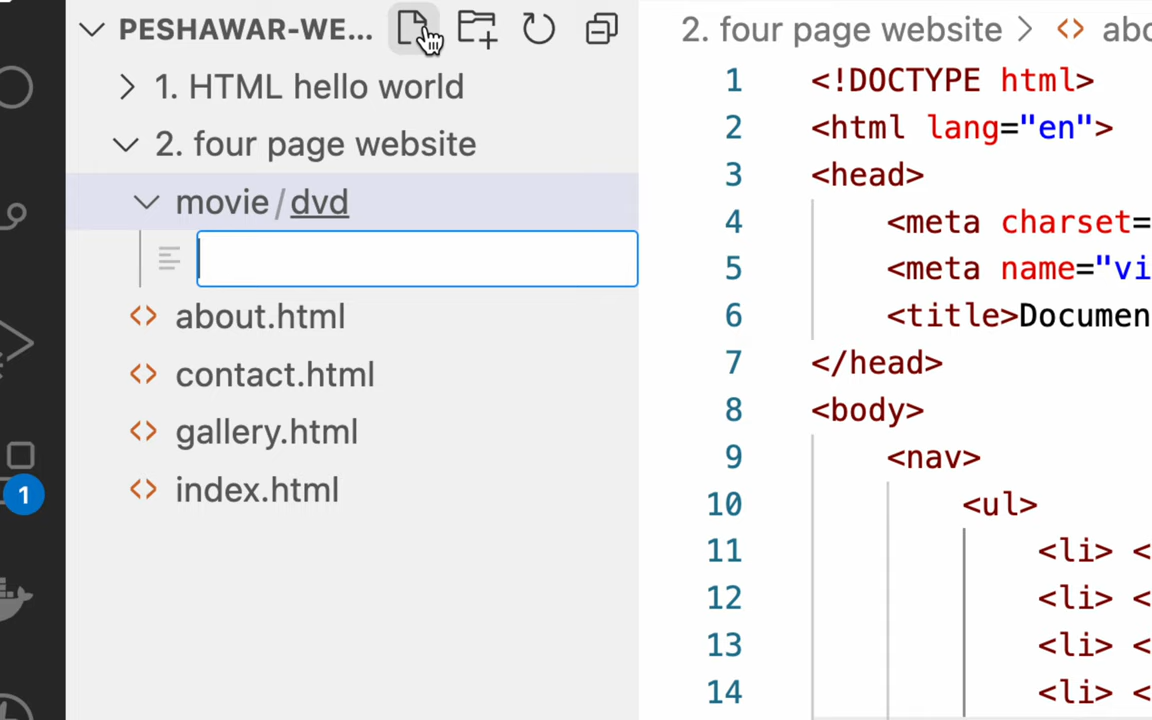 PESHAWAR-WE...
1. HTML hello world
2. four page website
movie/dvd
about.html
contact.html
gallery.html
index.html
1
2. four page website > <> abo
1 <!DOCTYPE html>
2 <html lang="en">
3 <head>
4 <meta charset=
5 <meta name="vi
6 <title>Documen
7 </head>
8 <body>
9 <nav>
10 <ul>
11 <li> <
12 <li> <
13 <li> <
14 <li> <